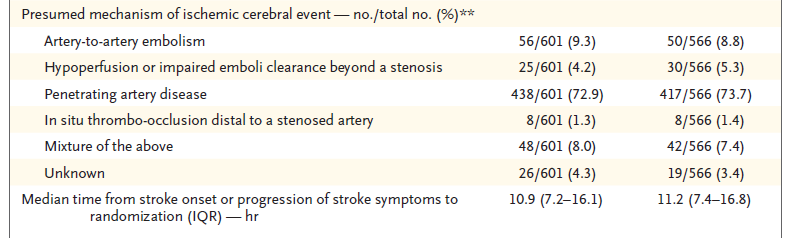 Presumed mechanism of ischemic cerebral event — no./total no. (%)**
Artery-to-artery embolism 56/601 (9.3) 50/566 (8.8)
Hypoperfusion or impaired emboli clearance beyond a stenosis 25/601 (4.2) 30/566 (5.3)
Penetrating artery disease 438/601 (72.9) 417/566 (73.7)
In situ thrombo-occlusion distal to a stenosed artery 8/601 (1.3) 8/566 (1.4)
Mixture of the above 48/601 (8.0) 42/566 (7.4)
Unknown 26/601 (4.3) 19/566 (3.4)
Median time from stroke onset or progression of stroke symptoms to 10.9 (7.2–16.1) 11.2 (7.4–16.8)
randomization (IQR) — hr